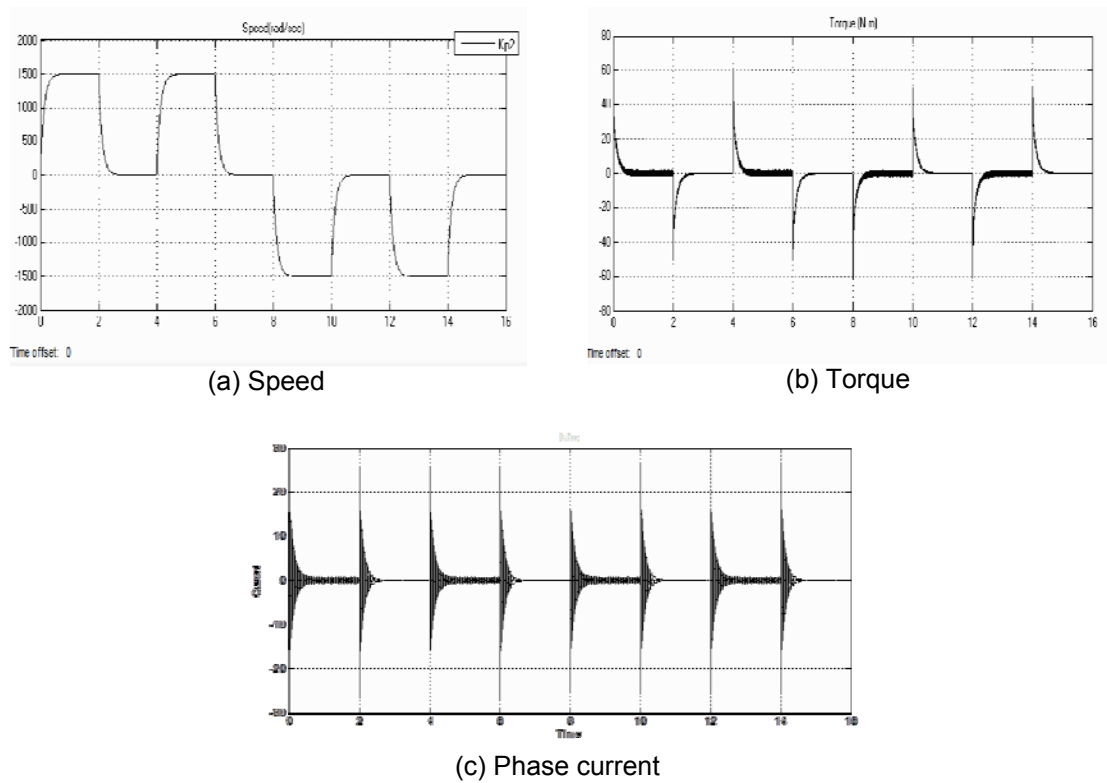 Speed(rad/sec)
Kp2
2000
1500
1000
500
0
-500
-1000
-1500
-2000
0 2 4 6 8 10 12 14 16
Time offset: 0
(a) Speed
Torque (N.m)
80
60
40
20
0
-20
-40
-60
-80
0 2 4 6 8 10 12 14 16
Time offset: 0
(b) Torque
30
20
10
0
-10
-20
-30
Current
0 2 4 6 8 10 12 14 16
Time
(c) Phase current